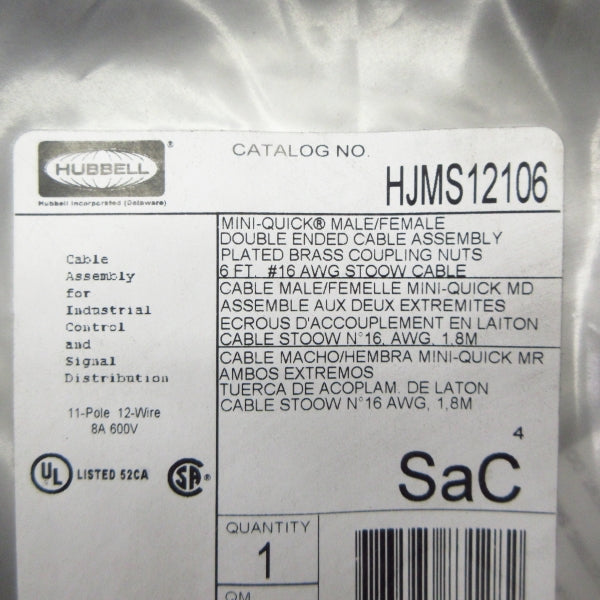 HUBBELL
®
Hubbell Incorporated (Delaware)
CATALOG NO.
HJMS12106
Cable
Assembly
for
Industrial
Control
and
Signal
Distribution
11-Pole 12-Wire
8A 600V
UL LISTED 52CA SA ®
MINI-QUICK® MALE/FEMALE
DOUBLE ENDED CABLE ASSEMBLY
PLATED BRASS COUPLING NUTS
6 FT. #16 AWG STOOW CABLE
CABLE MALE/FEMELLE MINI-QUICK MD
ASSEMBLE AUX DEUX EXTREMITES
ECROUS D'ACCOUPLEMENT EN LAITON
CABLE STOOW N°16, AWG, 1,8M
CABLE MACHO/HEMBRA MINI-QUICK MR
AMBOS EXTREMOS
TUERCA DE ACOPLAM. DE LATON
CABLE STOOW N°16 AWG, 1,8M
4
SaC
QUANTITY
1
QM